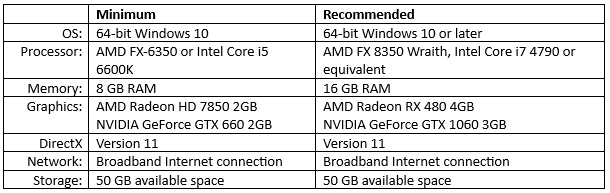 Minimum Recommended
OS: 64-bit Windows 10 64-bit Windows 10 or later
Processor: AMD FX-6350 or Intel Core i5 AMD FX 8350 Wraith, Intel Core i7 4790 or
6600K equivalent
Memory: 8 GB RAM 16 GB RAM
Graphics: AMD Radeon HD 7850 2GB AMD Radeon RX 480 4GB
NVIDIA GeForce GTX 660 2GB NVIDIA GeForce GTX 1060 3GB
DirectX Version 11 Version 11
Network: Broadband Internet connection Broadband Internet connection
Storage: 50 GB available space 50 GB available space